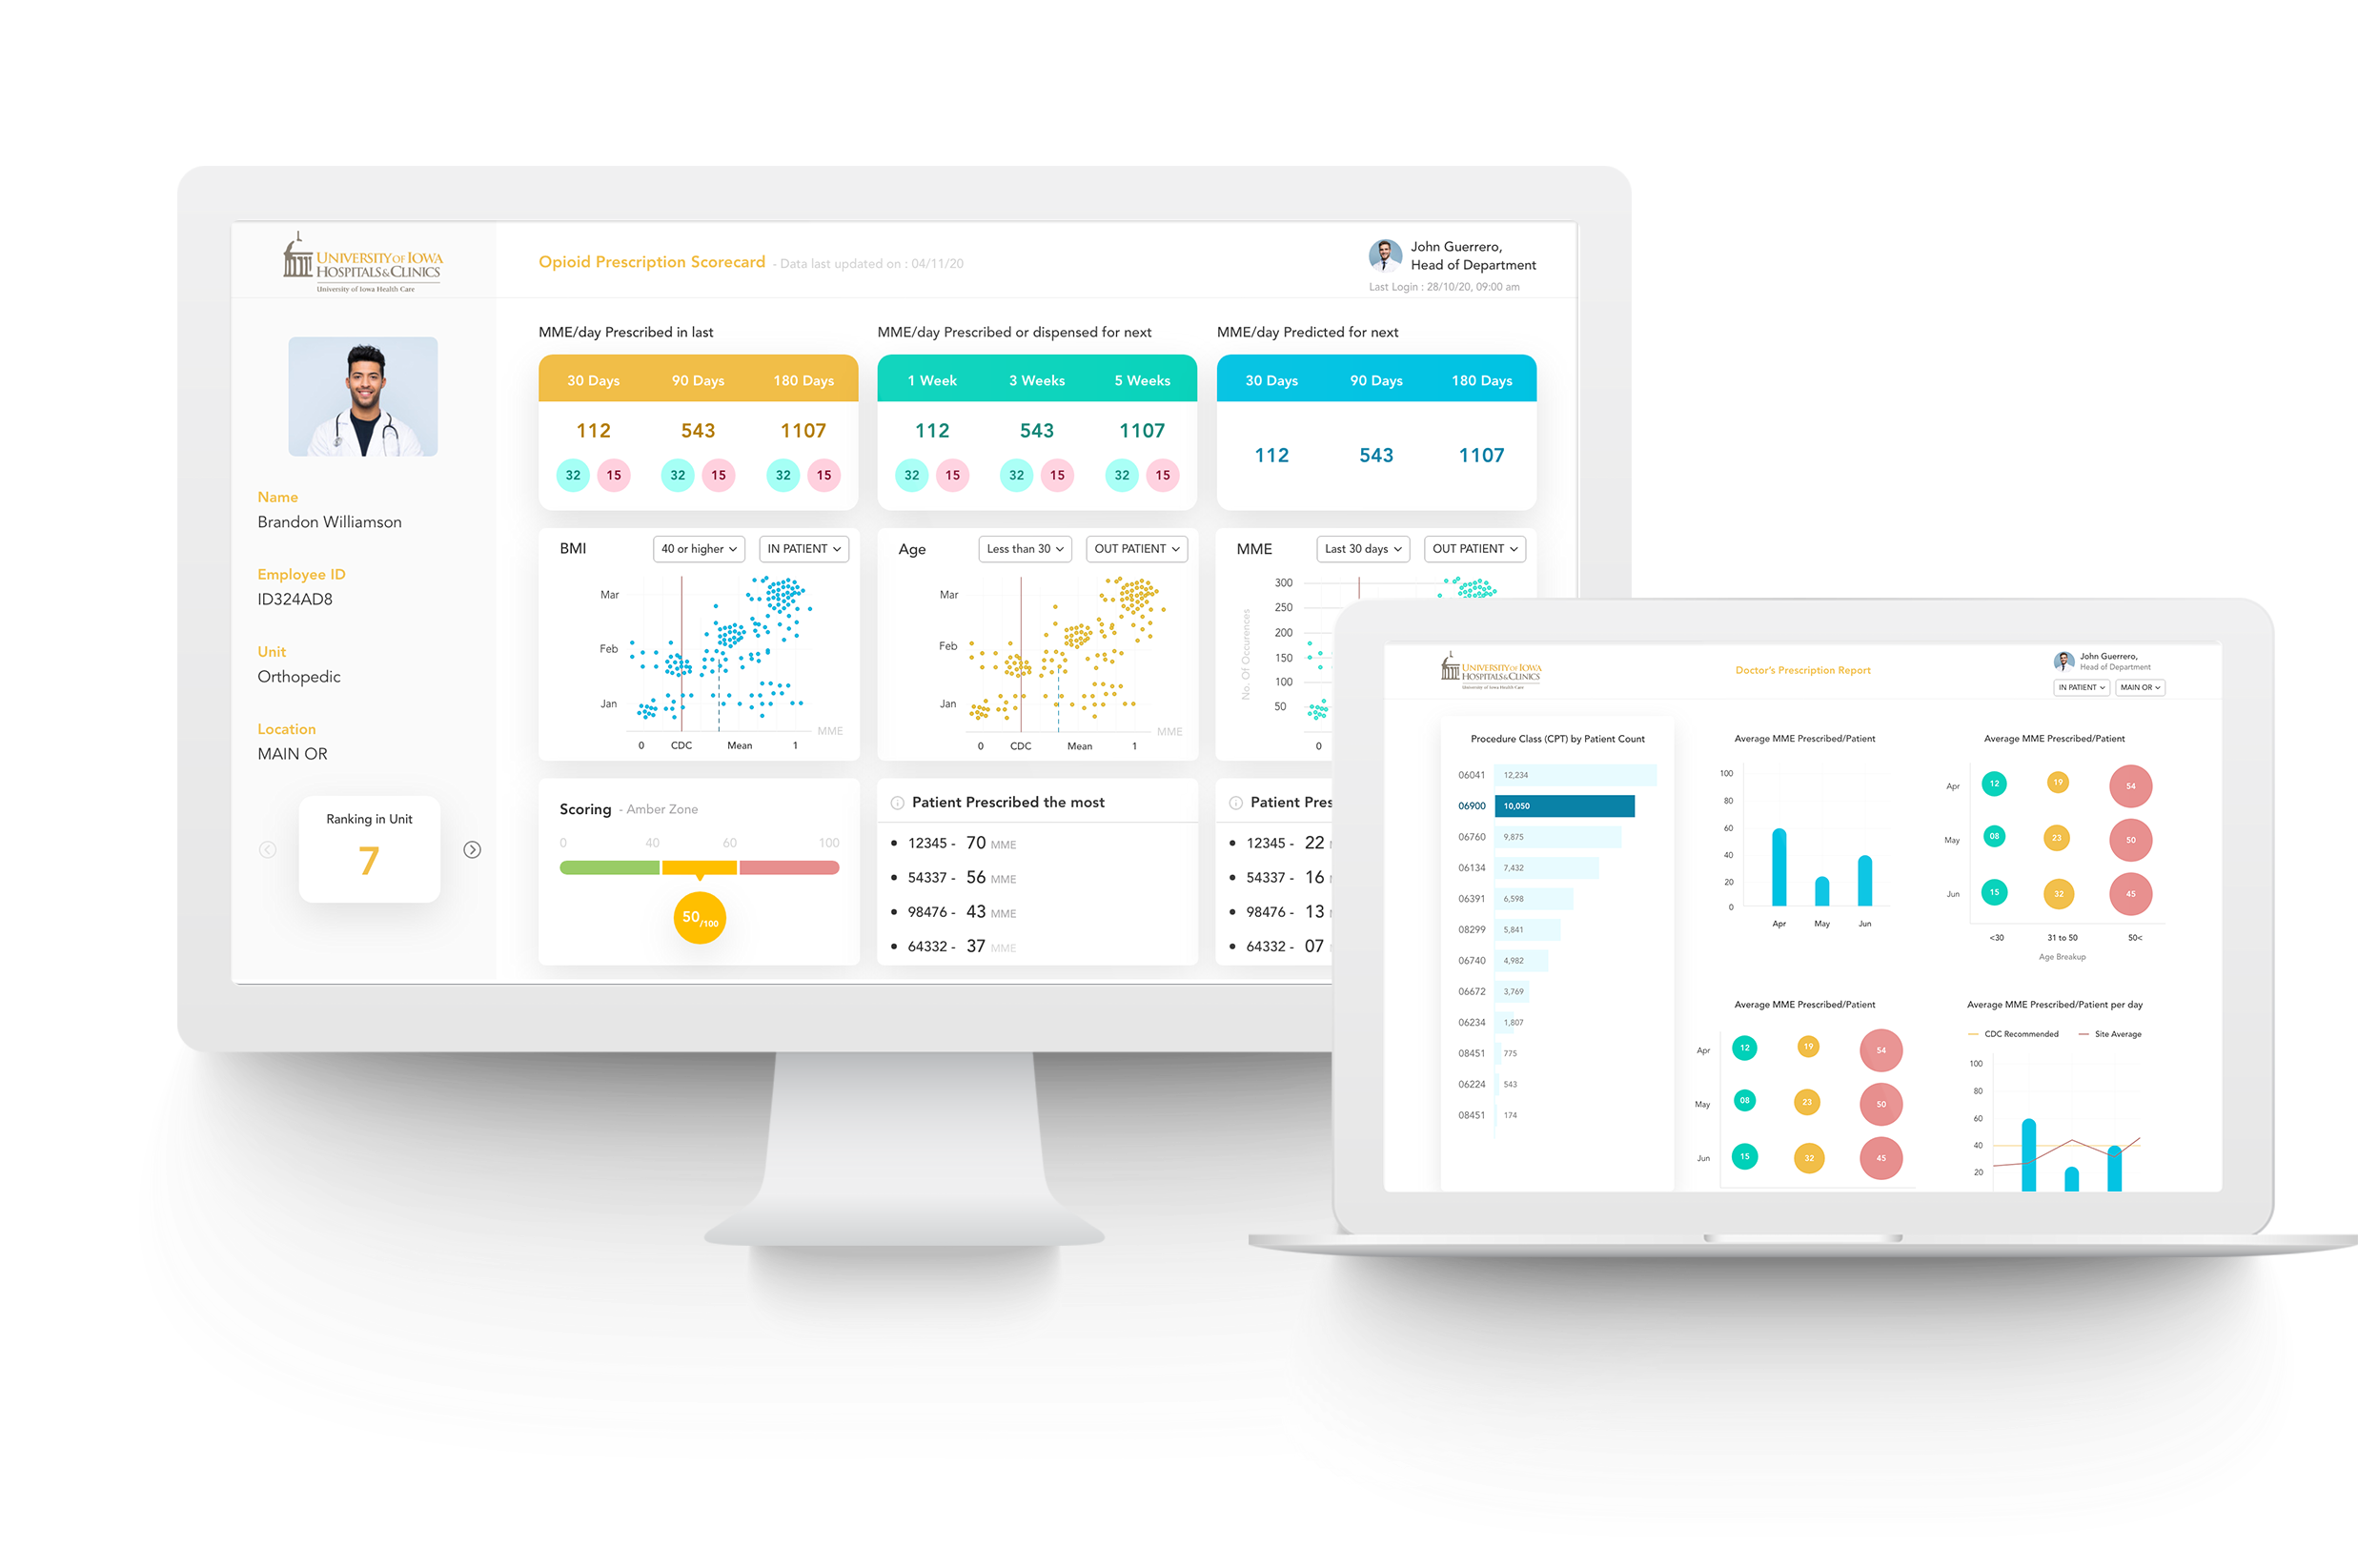 UNIVERSITY OF IOWA
HOSPITALS & CLINICS
University of Iowa Health Care
Opioid Prescription Scorecard - Data last updated on : 04/11/20
John Guerrero,
Head of Department
Last Login : 28/10/20, 09:00 am
Name
Brandon Williamson
Employee ID
ID324AD8
Unit
Orthopedic
Location
MAIN OR
Ranking in Unit
7
MME/day Prescribed in last
30 Days 90 Days 180 Days
112 543 1107
32 15 32 15 32 15
MME/day Prescribed or dispensed for next
1 Week 3 Weeks 5 Weeks
112 543 1107
32 15 32 15 32 15
MME/day Predicted for next
30 Days 90 Days 180 Days
112 543 1107
BMI 40 or higher IN PATIENT
Mar
Feb
Jan
MME
0 CDC Mean 1
Age Less than 30 OUT PATIENT
Mar
Feb
Jan
MME
0 CDC Mean 1
MME Last 30 days OUT PATIENT
No. Of Occurences
300
250
200
150
100
50
0
Scoring - Amber Zone
0 40 60 100
50/100
Patient Prescribed the most
12345 - 70 MME
54337 - 56 MME
98476 - 43 MME
64332 - 37 MME
Patient Pres
12345 - 22
54337 - 16
98476 - 13
64332 - 07
UNIVERSITY OF IOWA
HOSPITALS & CLINICS
University of Iowa Health Care
Doctor's Prescription Report
John Guerrero,
Head of Department
IN PATIENT MAIN OR
Procedure Class (CPT) by Patient Count
06041 12,234
06900 10,050
06760 9,875
06134 7,432
06391 6,598
08299 5,841
06740 4,982
06672 3,769
06234 1,807
08451 775
06224 543
08451 174
Average MME Prescribed/Patient
100
80
60
40
20
0
Apr May Jun
Average MME Prescribed/Patient
Apr 12 19 54
May 08 23 50
Jun 15 32 45
<30 31 to 50 50<
Age Breakup
Average MME Prescribed/Patient
Apr 12 19 54
May 08 23 50
Jun 15 32 45
Average MME Prescribed/Patient per day
CDC Recommended Site Average
100
80
60
40
20